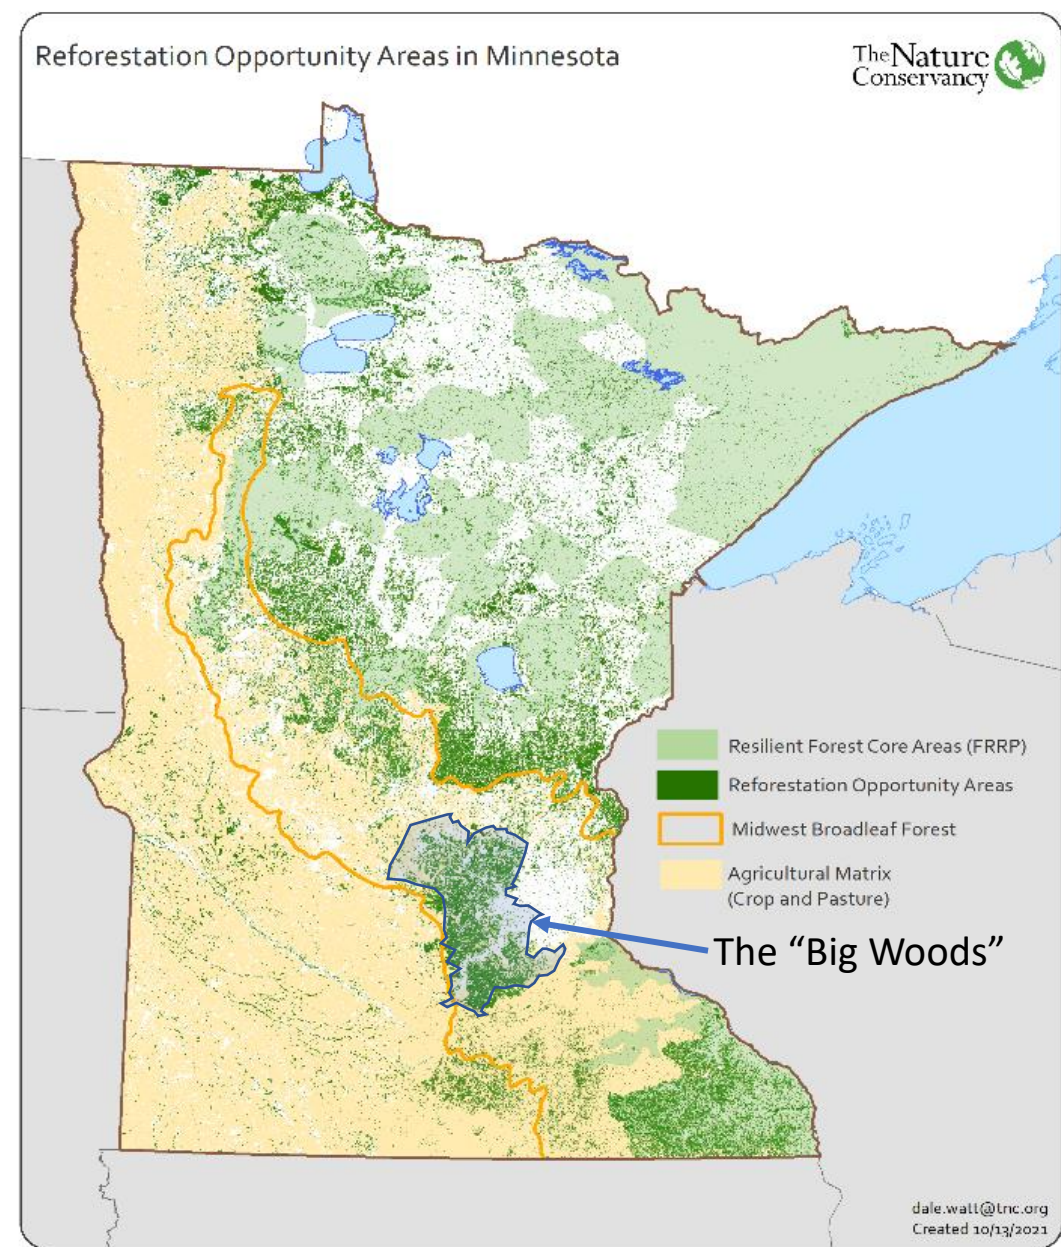 Reforestation Opportunity Areas in Minnesota
The Nature
Conservancy
Resilient Forest Core Areas (FRRP)
Reforestation Opportunity Areas
Midwest Broadleaf Forest
Agricultural Matrix
(Crop and Pasture)
The “Big Woods”
dale.watt@tnc.org
Created 10/13/2021